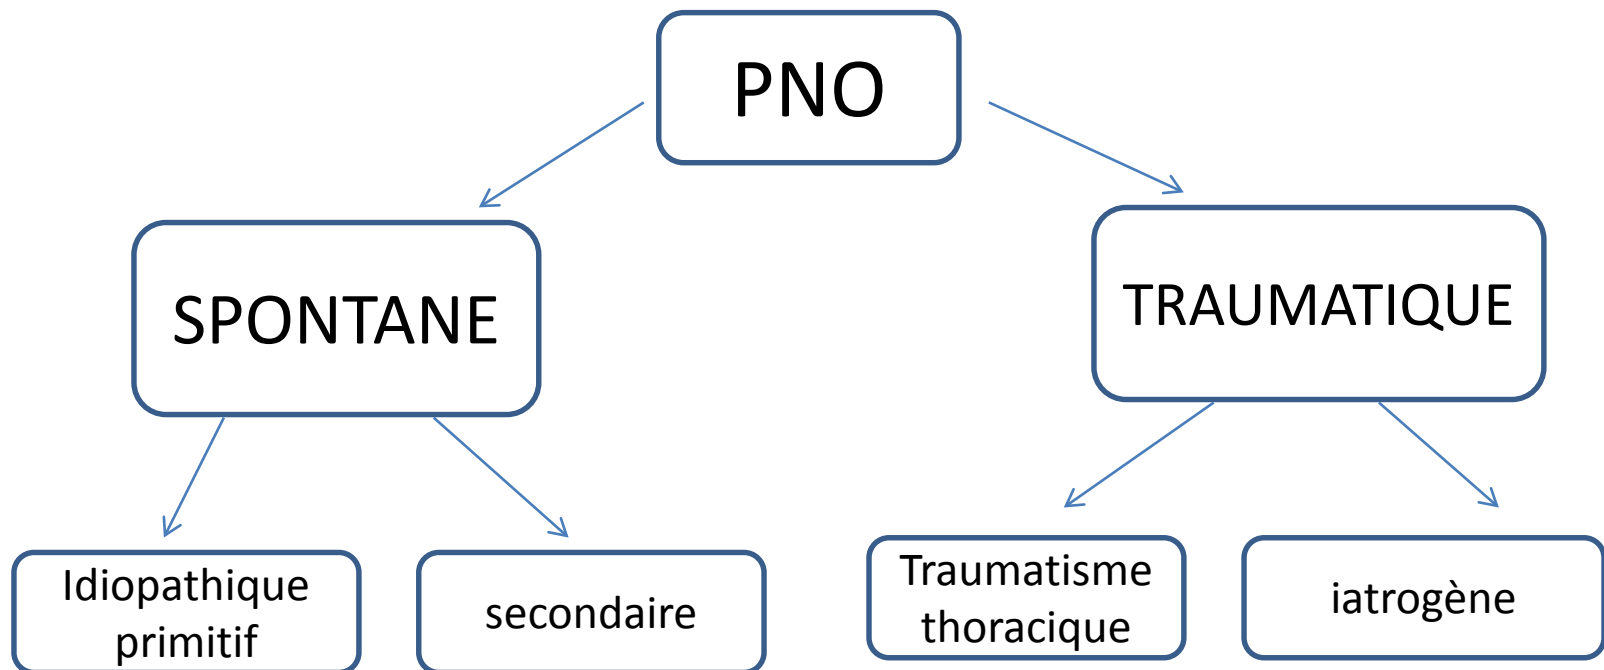 PNO
SPONTANE
TRAUMATIQUE
Idiopathique
primitif
secondaire
Traumatisme
thoracique
iatrogène